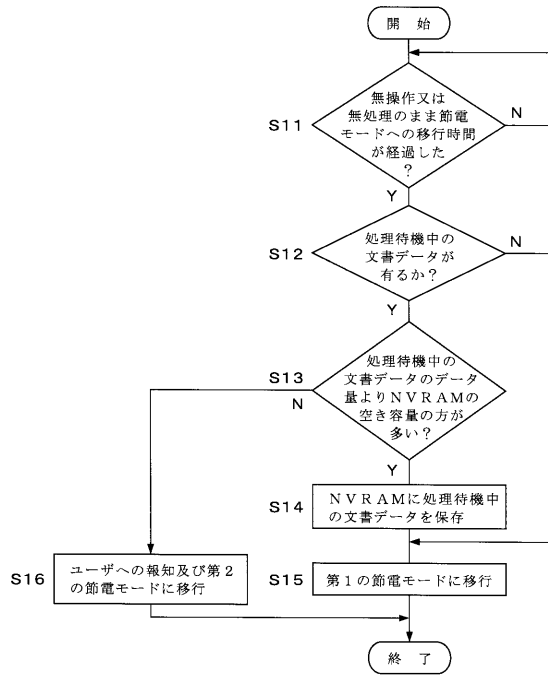 開 始
無操作又は
無処理のまま節電
モードへの移行時間
が経過した
?
S11
N
Y
処理待機中の
文書データが
有るか?
S12
N
Y
処理待機中の
文書データのデータ
量よりNVRAMの
空き容量の方が
多い?
S13
N
Y
S14
NVRAMに処理待機中
の文書データを保存
S16
ユーザへの報知及び第2
の節電モードに移行
S15
第1の節電モードに移行
終 了